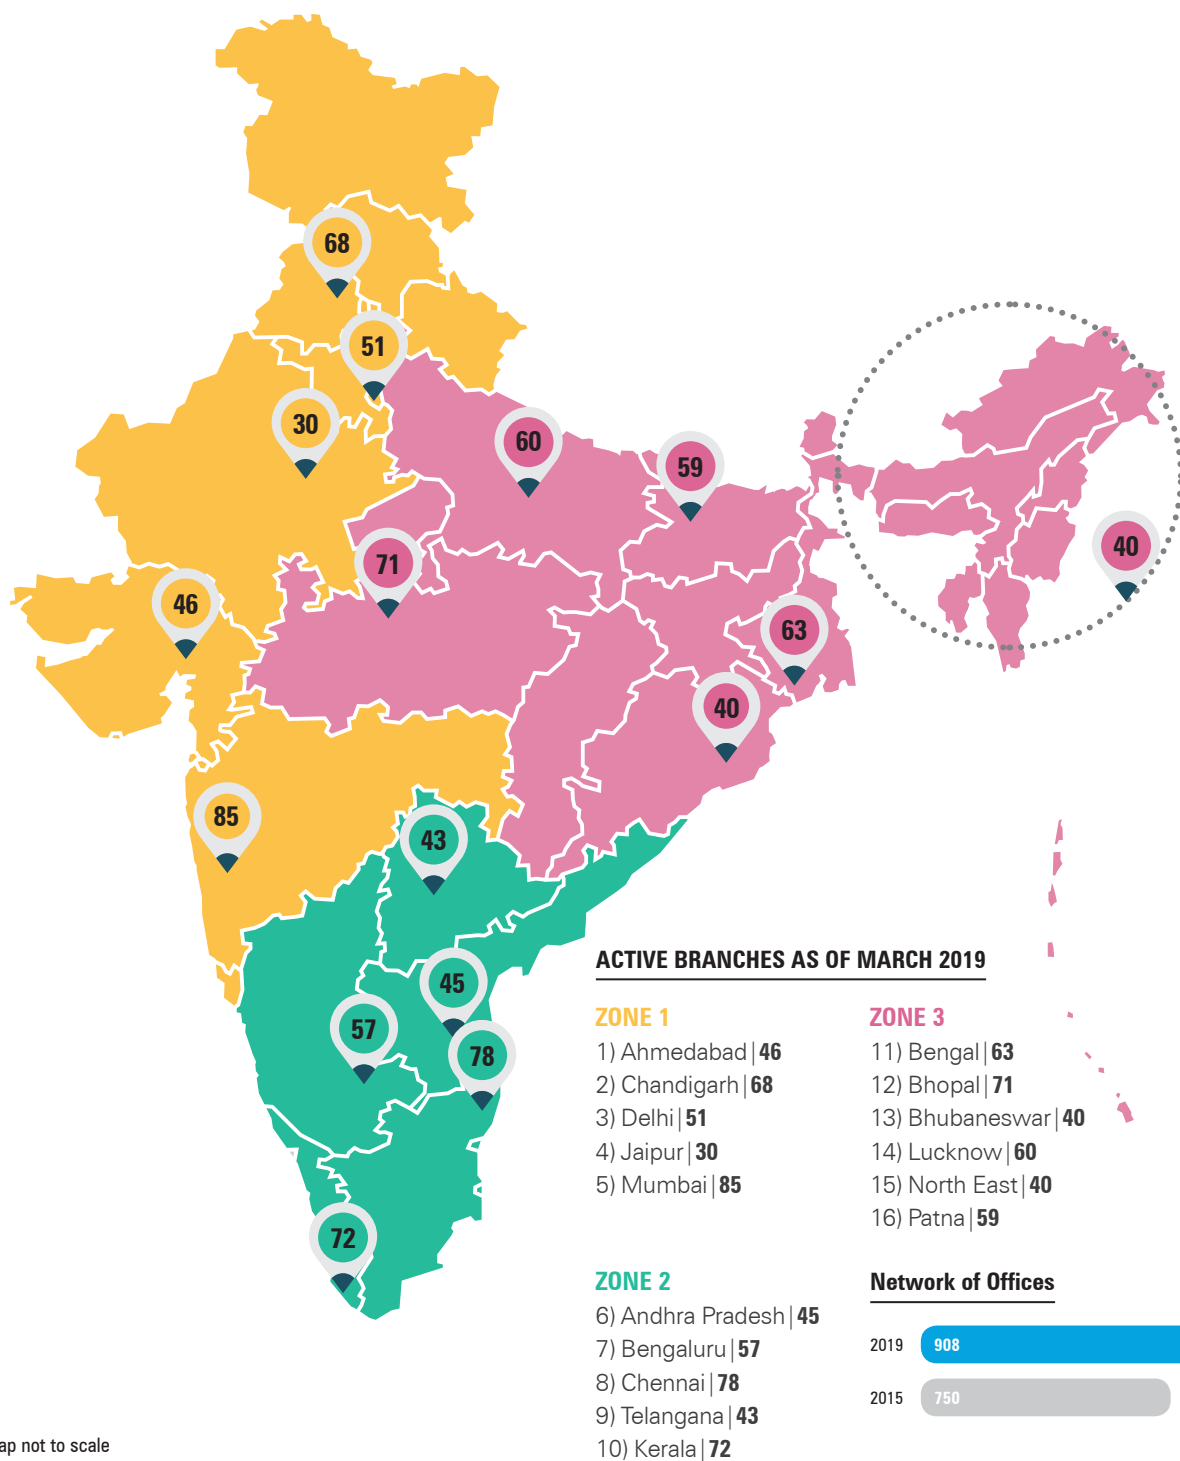 68
51
30
60
59
71
40
46
63
40
85
43
45
57
78
72
ACTIVE BRANCHES AS OF MARCH 2019
ZONE 1
1) Ahmedabad|46
2) Chandigarh|68
3) Delhi|51
4) Jaipur|30
5) Mumbai|85
ZONE 2
6) Andhra Pradesh|45
7) Bengaluru|57
8) Chennai|78
9) Telangana|43
10) Kerala|72
ZONE 3
11) Bengal|63
12) Bhopal|71
13) Bhubaneswar|40
14) Lucknow|60
15) North East|40
16) Patna|59
Network of Offices
2019 908
2015 750
ap not to scale